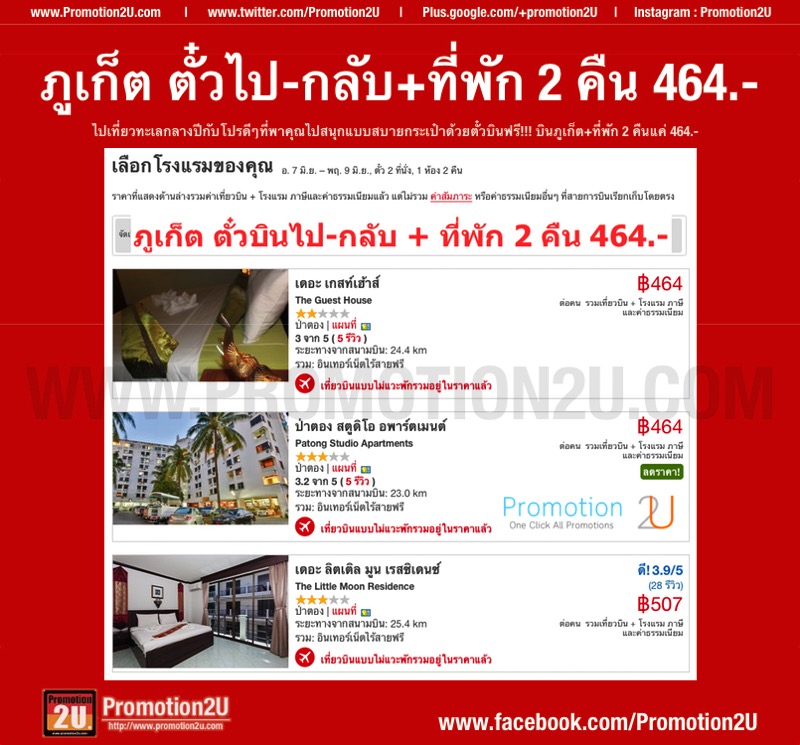 www.Promotion2U.com | www.twitter.com/Promotion2U | Plus.google.com/+promotion2U | Instagram : Promotion2U
ภูเก็ต ตั๋วไป-กลับ+ที่พัก 2 คืน 464.-
ไปเที่ยวทะเลกลางปีกับโปรดีๆที่พาคุณไปสนุกแบบสบายกระเป๋าด้วยตั๋วบินฟรี!!! บินภูเก็ต+ที่พัก 2 คืนแค่ 464.-
เลือกโรงแรมของคุณ อ. 7 มิ.ย. – พฤ. 9 มิ.ย., ตั๋ว 2 ที่นั่ง, 1 ห้อง 2 คืน
ราคาที่แสดงด้านล่างรวมค่าเที่ยวบิน + โรงแรม ภาษีและค่าธรรมเนียมแล้ว แต่ไม่รวม ค่าสัมภาระ หรือค่าธรรมเนียมอื่นๆ ที่สายการบินเรียกเก็บโดยตรง
ภูเก็ต ตั๋วบินไป-กลับ + ที่พัก 2 คืน 464.-
เดอะ เกสท์เฮ้าส์
The Guest House
ป่าตอง | แผนที่
3 จาก 5 ( 5 รีวิว )
ระยะทางจากสนามบิน: 24.4 km
รวม: อินเทอร์เน็ตไร้สายฟรี
เที่ยวบินแบบไม่แวะพักรวมอยู่ในราคาแล้ว
฿464
ต่อคน รวมเที่ยวบิน + โรงแรม ภาษี
และค่าธรรมเนียม
WWW.PROMOTION2U.COM
ป่าตอง สตูดิโอ อพาร์ตเมนต์
Patong Studio Apartments
ป่าตอง | แผนที่
3.2 จาก 5 ( 5 รีวิว )
ระยะทางจากสนามบิน: 23.0 km
รวม: อินเทอร์เน็ตไร้สายฟรี
เที่ยวบินแบบไม่แวะพักรวมอยู่ในราคาแล้ว
฿464
ต่อคน รวมเที่ยวบิน + โรงแรม ภาษี
และค่าธรรมเนียม
ลดราคา!
Promotion 2U
One Click All Promotions
เดอะ ลิตเติล มูน เรสซิเดนซ์
The Little Moon Residence
ป่าตอง | แผนที่
ระยะทางจากสนามบิน: 25.4 km
รวม: อินเทอร์เน็ตไร้สายฟรี
เที่ยวบินแบบไม่แวะพักรวมอยู่ในราคาแล้ว
ดี! 3.9/5
(28 รีวิว)
฿507
ต่อคน รวมเที่ยวบิน + โรงแรม ภาษี
และค่าธรรมเนียม
Promotion
2U.
Promotion2U
http://www.promotion2u.com
www.facebook.com/Promotion2U